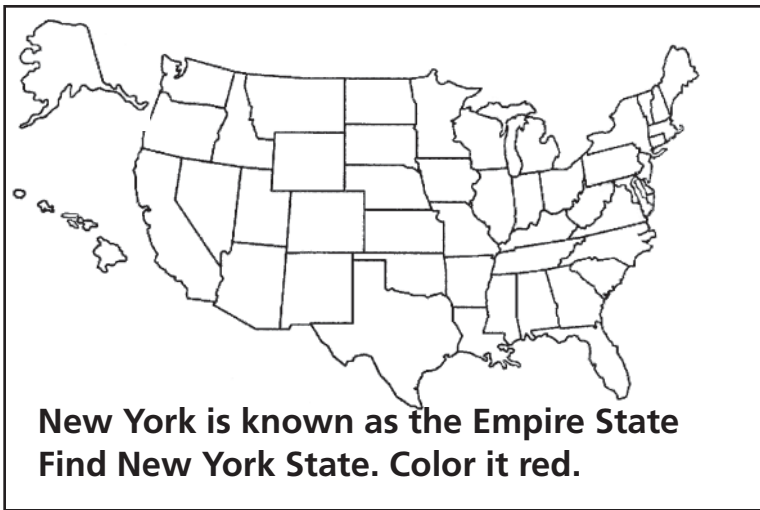 New York is known as the Empire State
Find New York State. Color it red.